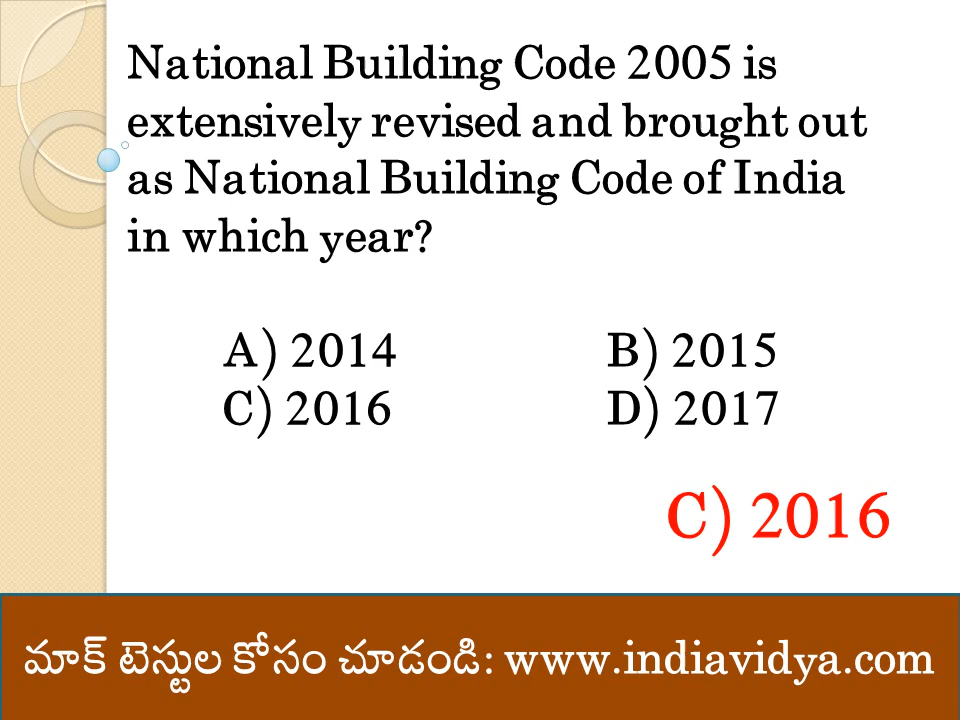 National Building Code 2005 is
extensively revised and brought out
as National Building Code of India
in which year?
A) 2014 B) 2015
C) 2016 D) 2017
C) 2016
మాక్ టెస్టుల కోసం చూడండి: www.indiavidya.com